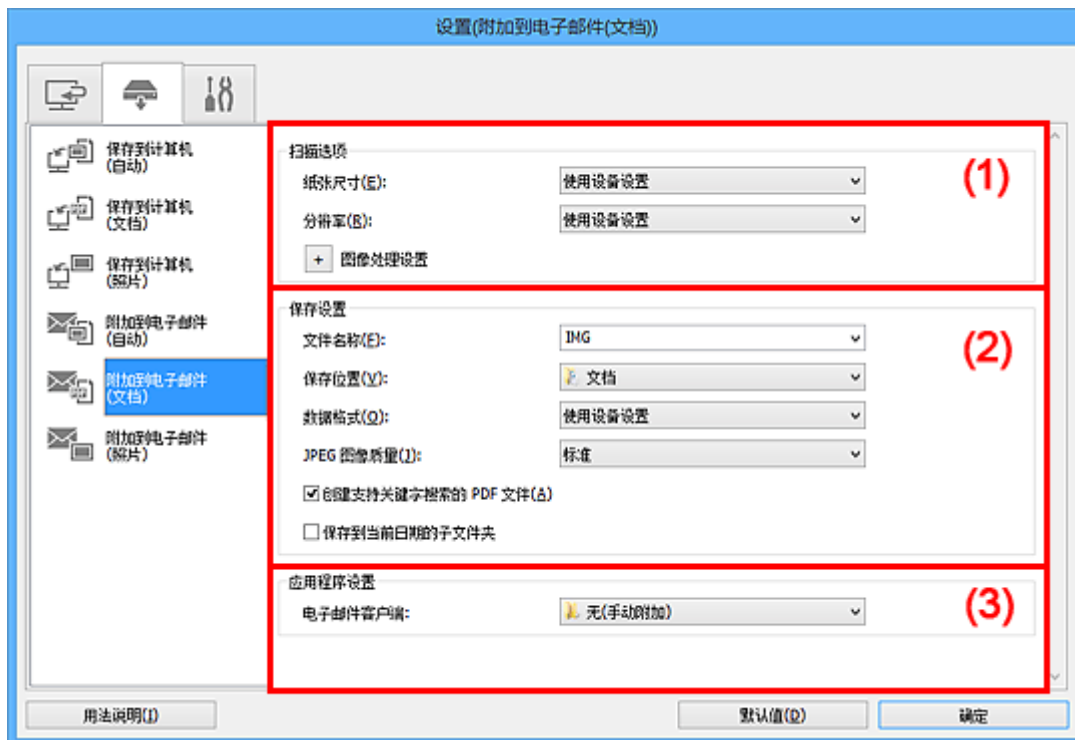 设置(附加到电子邮件(文档))
保存到计算机
(自动)
保存到计算机
(文档)
保存到计算机
(照片)
附加到电子邮件
(自动)
附加到电子邮件
(文档)
附加到电子邮件
(照片)
扫描选项
(1)
纸张尺寸(E): 使用设备设置
分辨率(R): 使用设备设置
+ 图像处理设置
保存设置
(2)
文件名称(F): IMG
保存位置(V): 文档
数据格式(O): 使用设备设置
JPEG 图像质量(J): 标准
创建支持关键字搜索的 PDF 文件(A)
保存到当前日期的子文件夹
应用程序设置
(3)
电子邮件客户端: 无(手动附加)
用法说明(I) 默认值(D) 确定